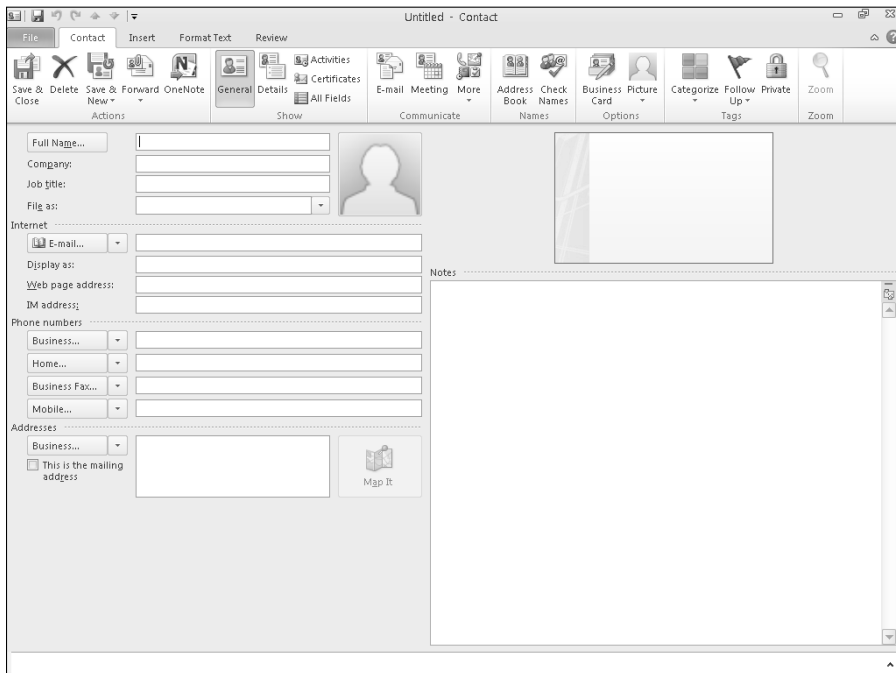 Untitled - Contact
File Contact Insert Format Text Review
Save & Close Delete Save & New Forward OneNote General Details Activities Certificates All Fields E-mail Meeting More Address Book Check Names Business Card Picture Categorize Follow Up Private Zoom
Actions Show Communicate Names Options Tags Zoom
Full Name...
Company:
Job title:
File as:
Internet
E-mail...
Display as:
Web page address:
IM address:
Phone numbers
Business...
Home...
Business Fax...
Mobile...
Addresses
Business...
This is the mailing
address
Map It
Notes